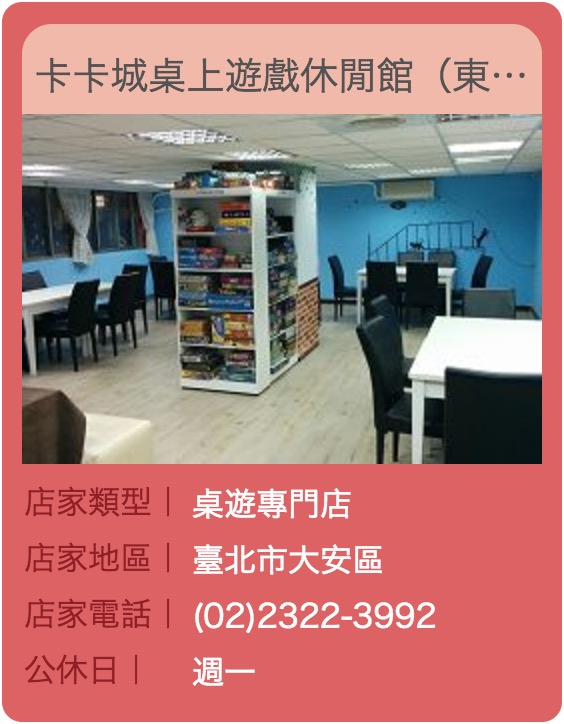 卡卡城桌上遊戲休閒館（東…
店家類型｜ 桌遊專門店
店家地區｜ 臺北市大安區
店家電話｜ (02)2322-3992
公休日｜ 週一